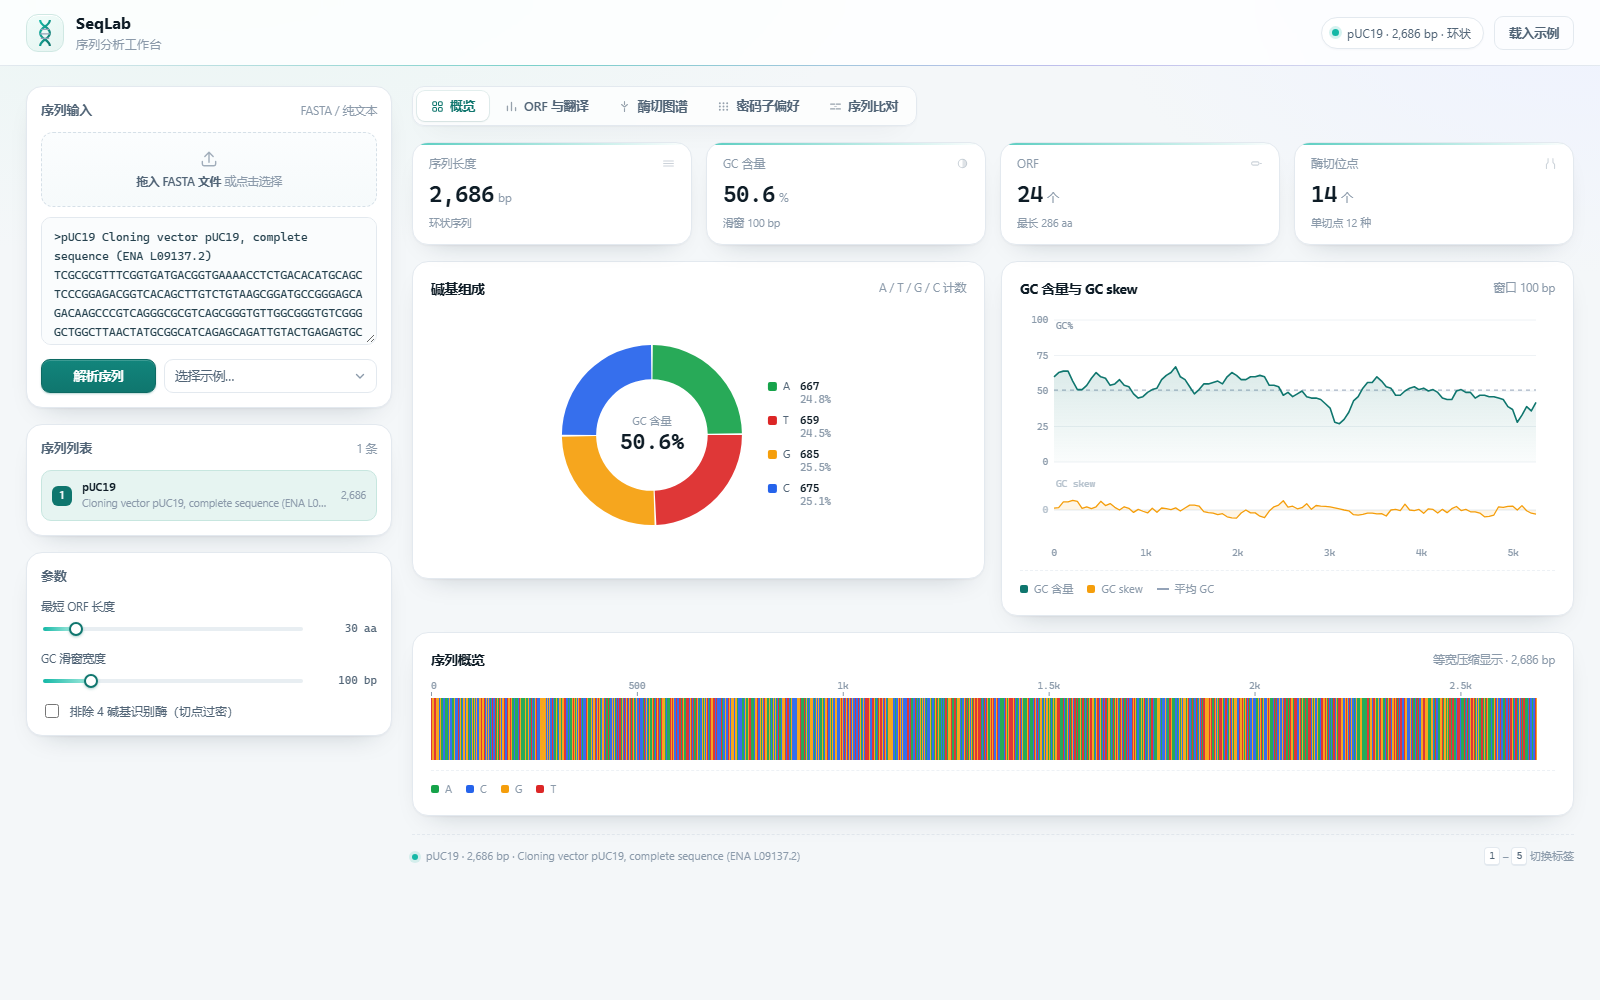 SeqLab
序列分析工作台
pUC19 · 2,686 bp · 环状
载入示例
序列输入
FASTA / 纯文本
拖入 FASTA 文件 或点击选择
>pUC19 Cloning vector pUC19, complete
sequence (ENA L09137.2)
TCGCGCGTTTCGGTGATGACGGTGAAAACCTCTGACACATGCAGC
TCCCGGAGACGGTCACAGCTTGTCTGTAAGCGGATGCCGGGAGCA
GACAAGCCCGTCAGGGCGCGTCAGCGGGTGTTGGCGGGTGTCGGG
GCTGGCTTAACTATGCGGCATCAGAGCAGATTGTACTGAGAGTGC
解析序列
选择示例...
序列列表
1 条
1
pUC19
Cloning vector pUC19, complete sequence (ENA L0...
2,686
参数
最短 ORF 长度
30 aa
GC 滑窗宽度
100 bp
排除 4 碱基识别酶（切点过密）
概览
ORF 与翻译
酶切图谱
密码子偏好
序列比对
序列长度
2,686 bp
环状序列
GC 含量
50.6 %
滑窗 100 bp
ORF
24 个
最长 286 aa
酶切位点
14 个
单切点 12 种
碱基组成
A / T / G / C 计数
GC 含量
50.6%
A 667
24.8%
T 659
24.5%
G 685
25.5%
C 675
25.1%
GC 含量与 GC skew
窗口 100 bp
100
GC%
75
50
25
0
GC skew
0
0 1k 2k 3k 4k 5k
GC 含量
GC skew
平均 GC
序列概览
等宽压缩显示 · 2,686 bp
0 500 1k 1.5k 2k 2.5k
A C G T
pUC19 · 2,686 bp · Cloning vector pUC19, complete sequence (ENA L09137.2)
1 – 5 切换标签